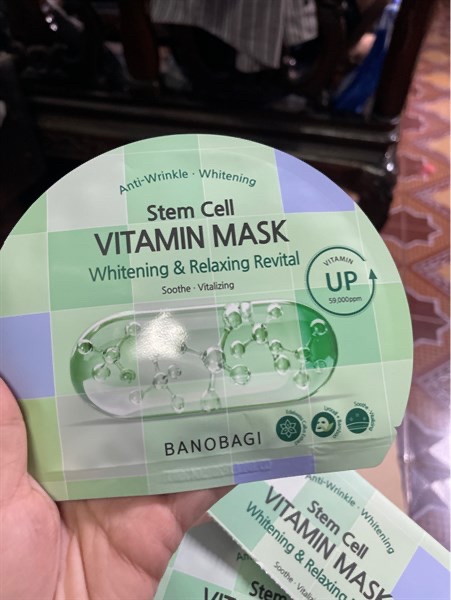 Anti-Wrinkle · Whitening
Stem Cell
VITAMIN MASK
Whitening & Relaxing Revital
Soothe · Vitalizing
VITAMIN
UP
59,000ppm
BANOBAGI
Anti-Wrinkle · Whitening
Stem Cell
VITAMIN MASK
Whitening & Relaxing
Soothe · Vitalizing